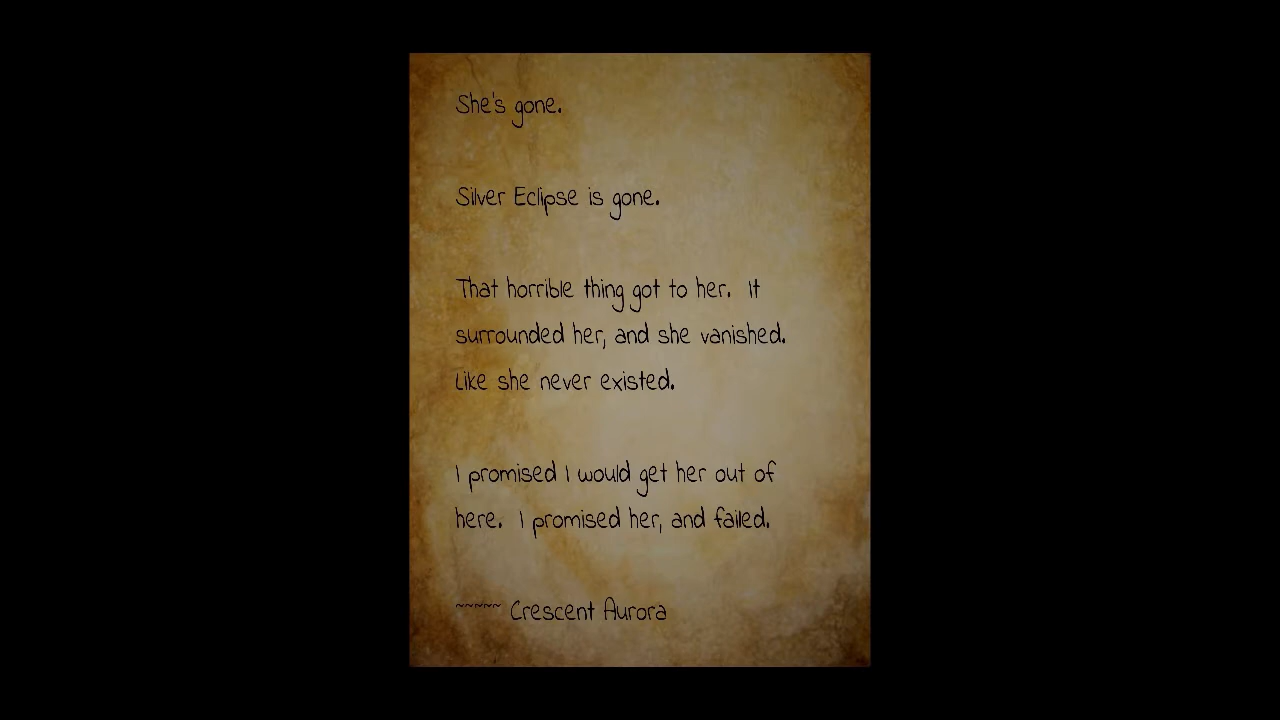 She's gone.
Silver Eclipse is gone.
That horrible thing got to her.  It
surrounded her, and she vanished.
Like she never existed.
I promised I would get her out of
here.  I promised her, and failed.
~~~~~ Crescent Aurora